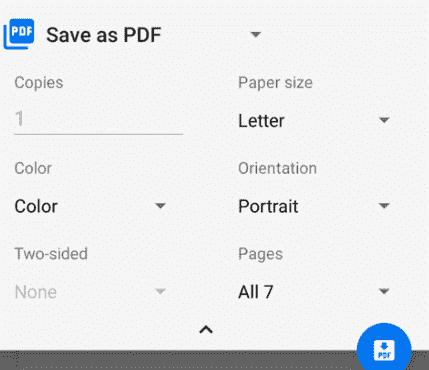 PDF Save as PDF
Copies Paper size
1 Letter
Color Orientation
Color Portrait
Two-sided Pages
None All 7
PDF